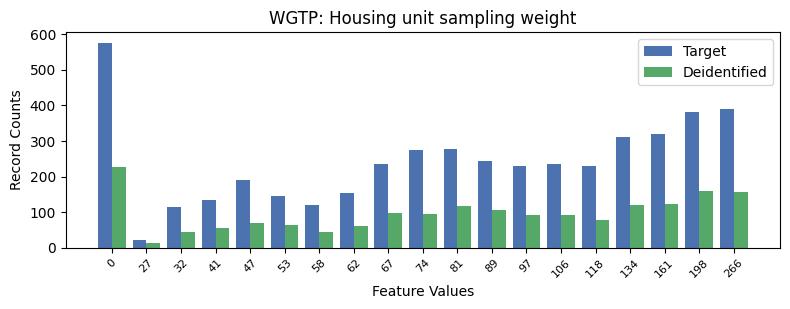 WGTP: Housing unit sampling weight
600
500
400
300
200
100
0
Record Counts
Target
Deidentified
0 27 32 41 47 53 58 62 67 74 81 89 97 106 118 134 161 198 266
Feature Values